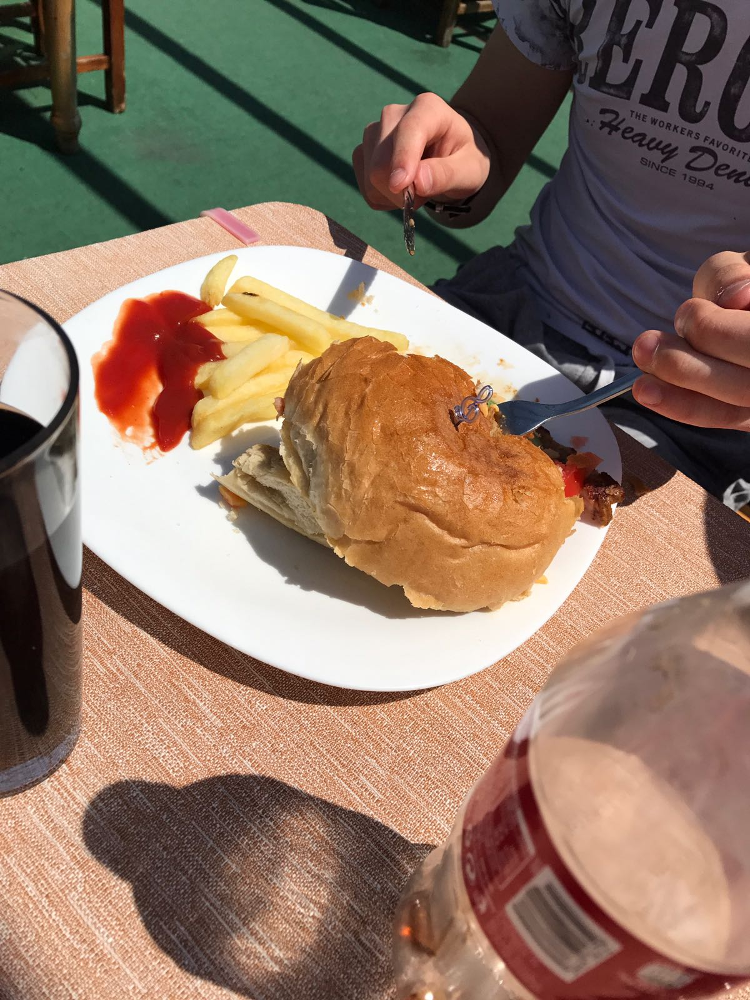 ERO
THE WORKERS FAVORITE
Heavy Den
SINCE 1994